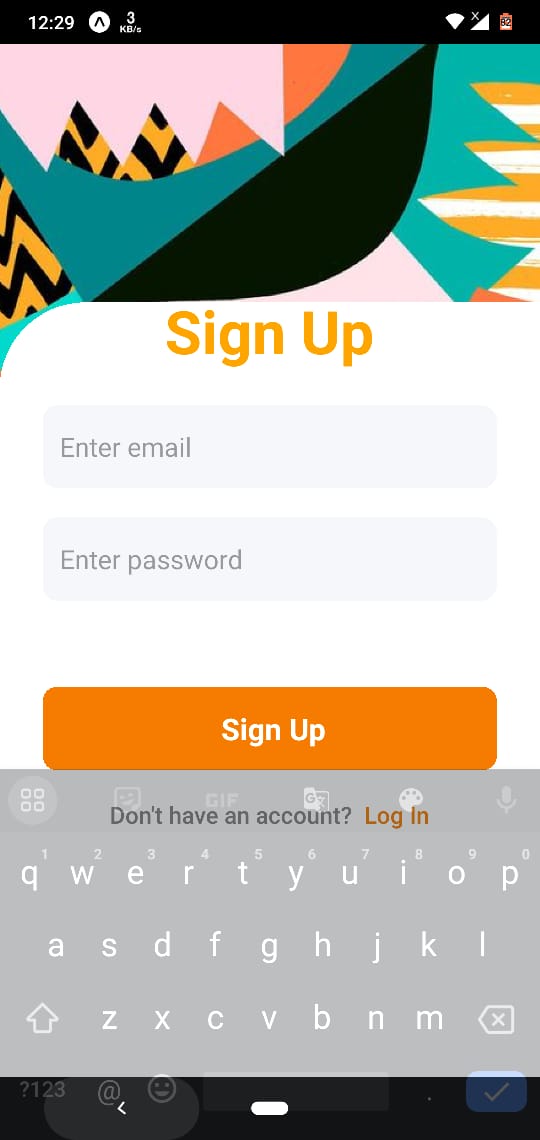 12:29 3 KB/s 82
Sign Up
Enter email
Enter password
Sign Up
GIF
Don't have an account? Log In
1 2 3 4 5 6 7 8 9 0
q w e r t y u i o p
a s d f g h j k l
z x c v b n m
?123 @ .